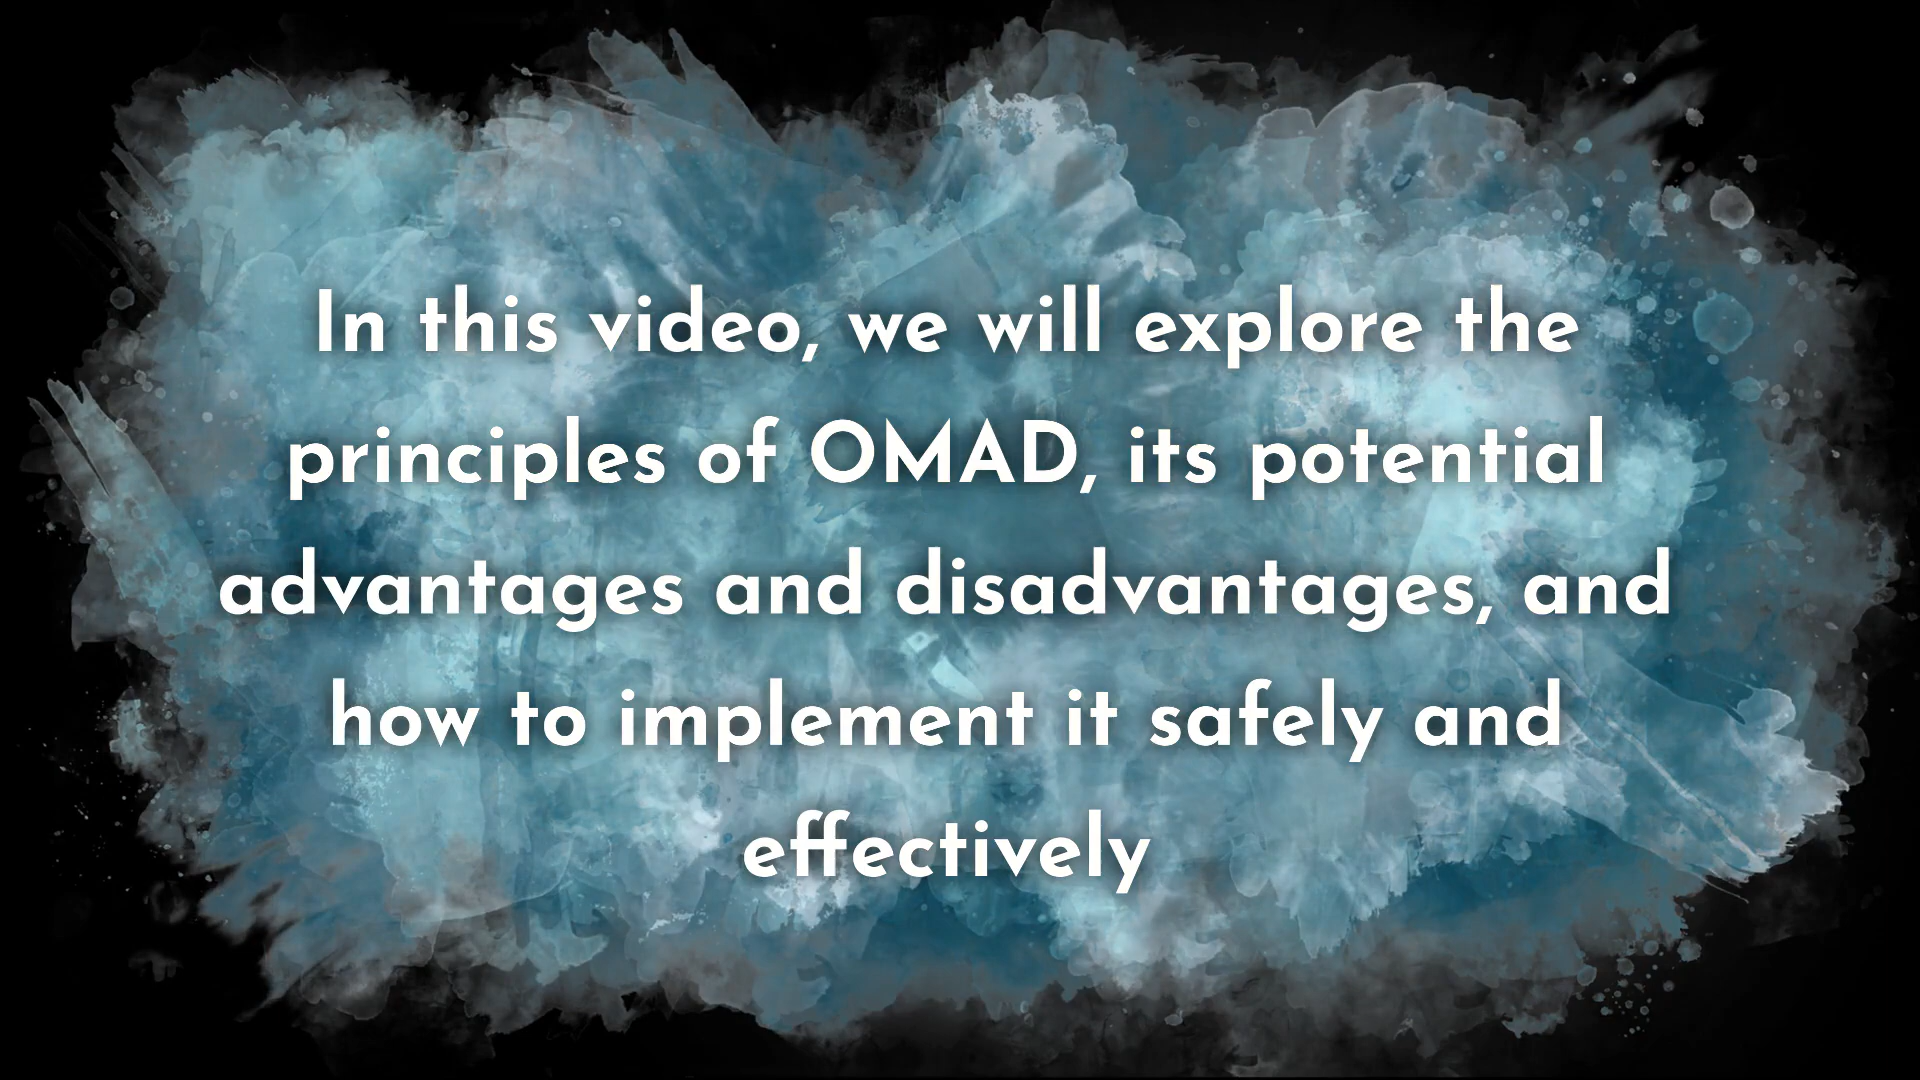 In this video, we will explore the
principles of OMAD, its potential
advantages and disadvantages, and
how to implement it safely and
effectively